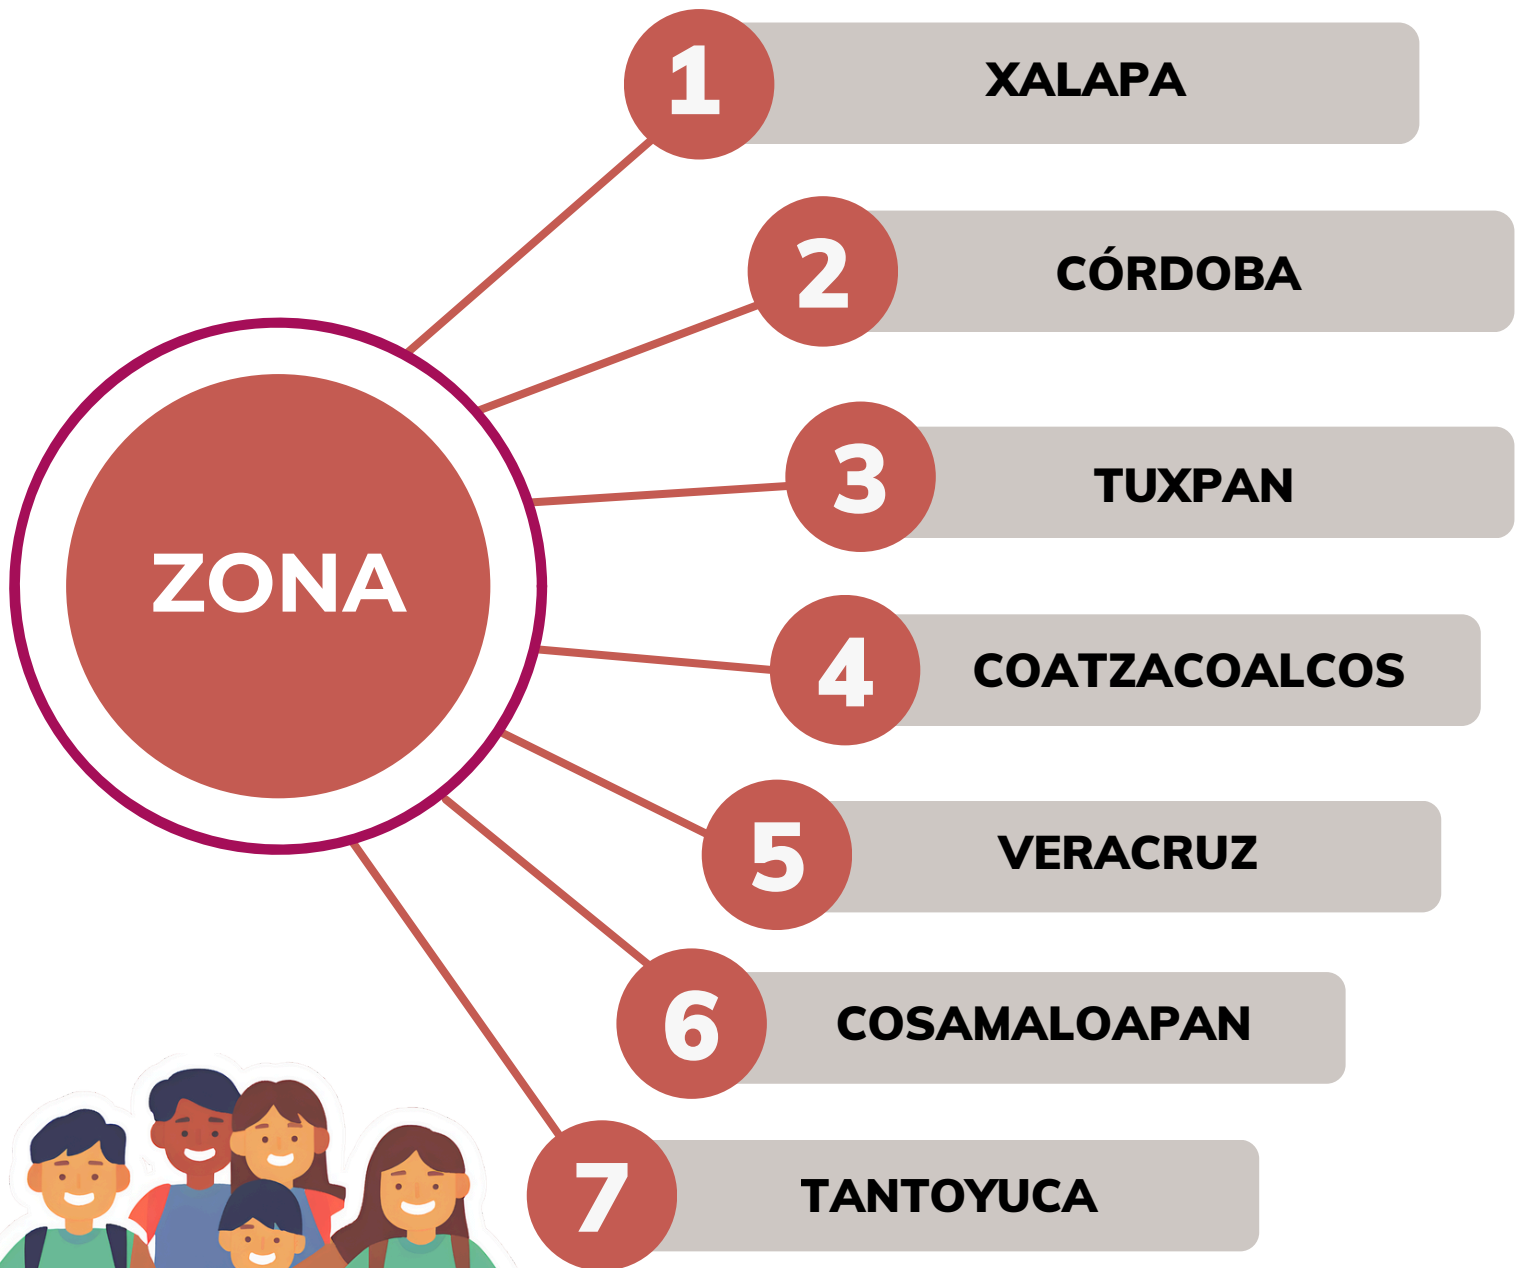 1
XALAPA
2
CÓRDOBA
3
TUXPAN
ZONA
4
COATZACOALCOS
5
VERACRUZ
6
COSAMALOAPAN
7
TANTOYUCA